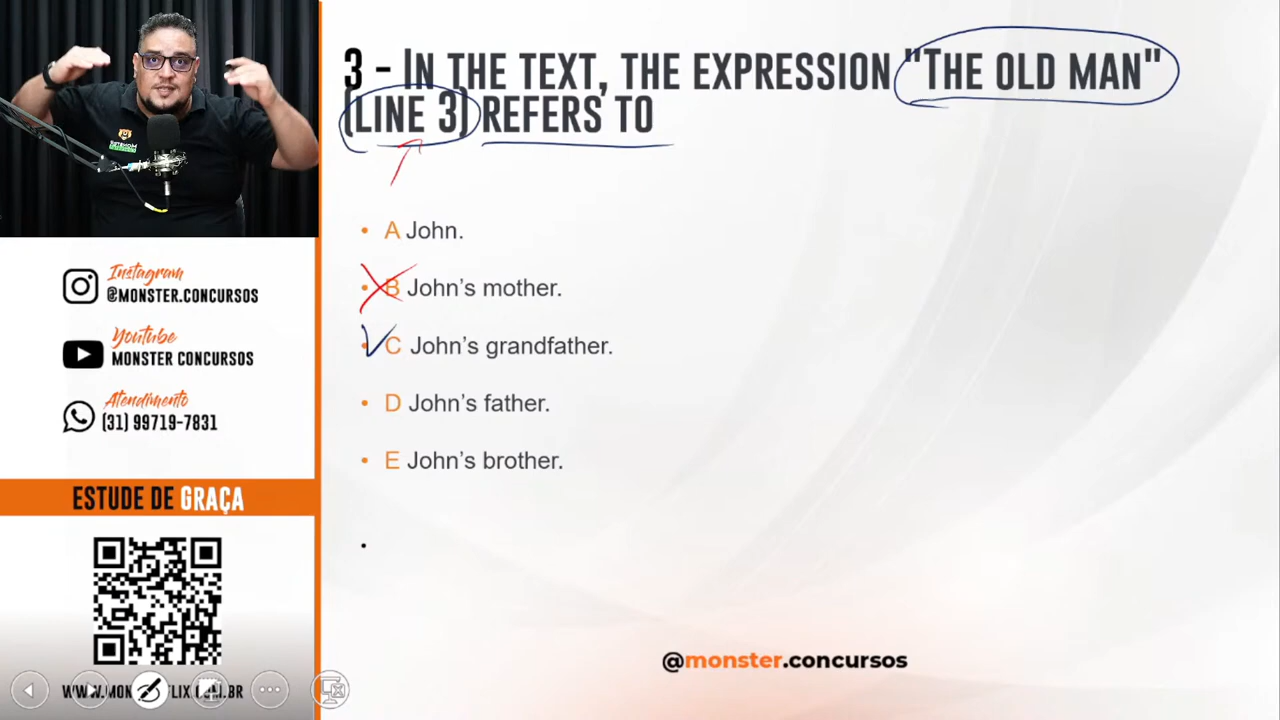 3 - IN THE TEXT, THE EXPRESSION "THE OLD MAN"
(LINE 3) REFERS TO
• A John.
• B John's mother.
• C John's grandfather.
• D John's father.
• E John's brother.
Instagram
@MONSTER.CONCURSOS
Youtube
MONSTER CONCURSOS
Atendimento
(31) 99719-7831
ESTUDE DE GRAÇA
@monster.concursos